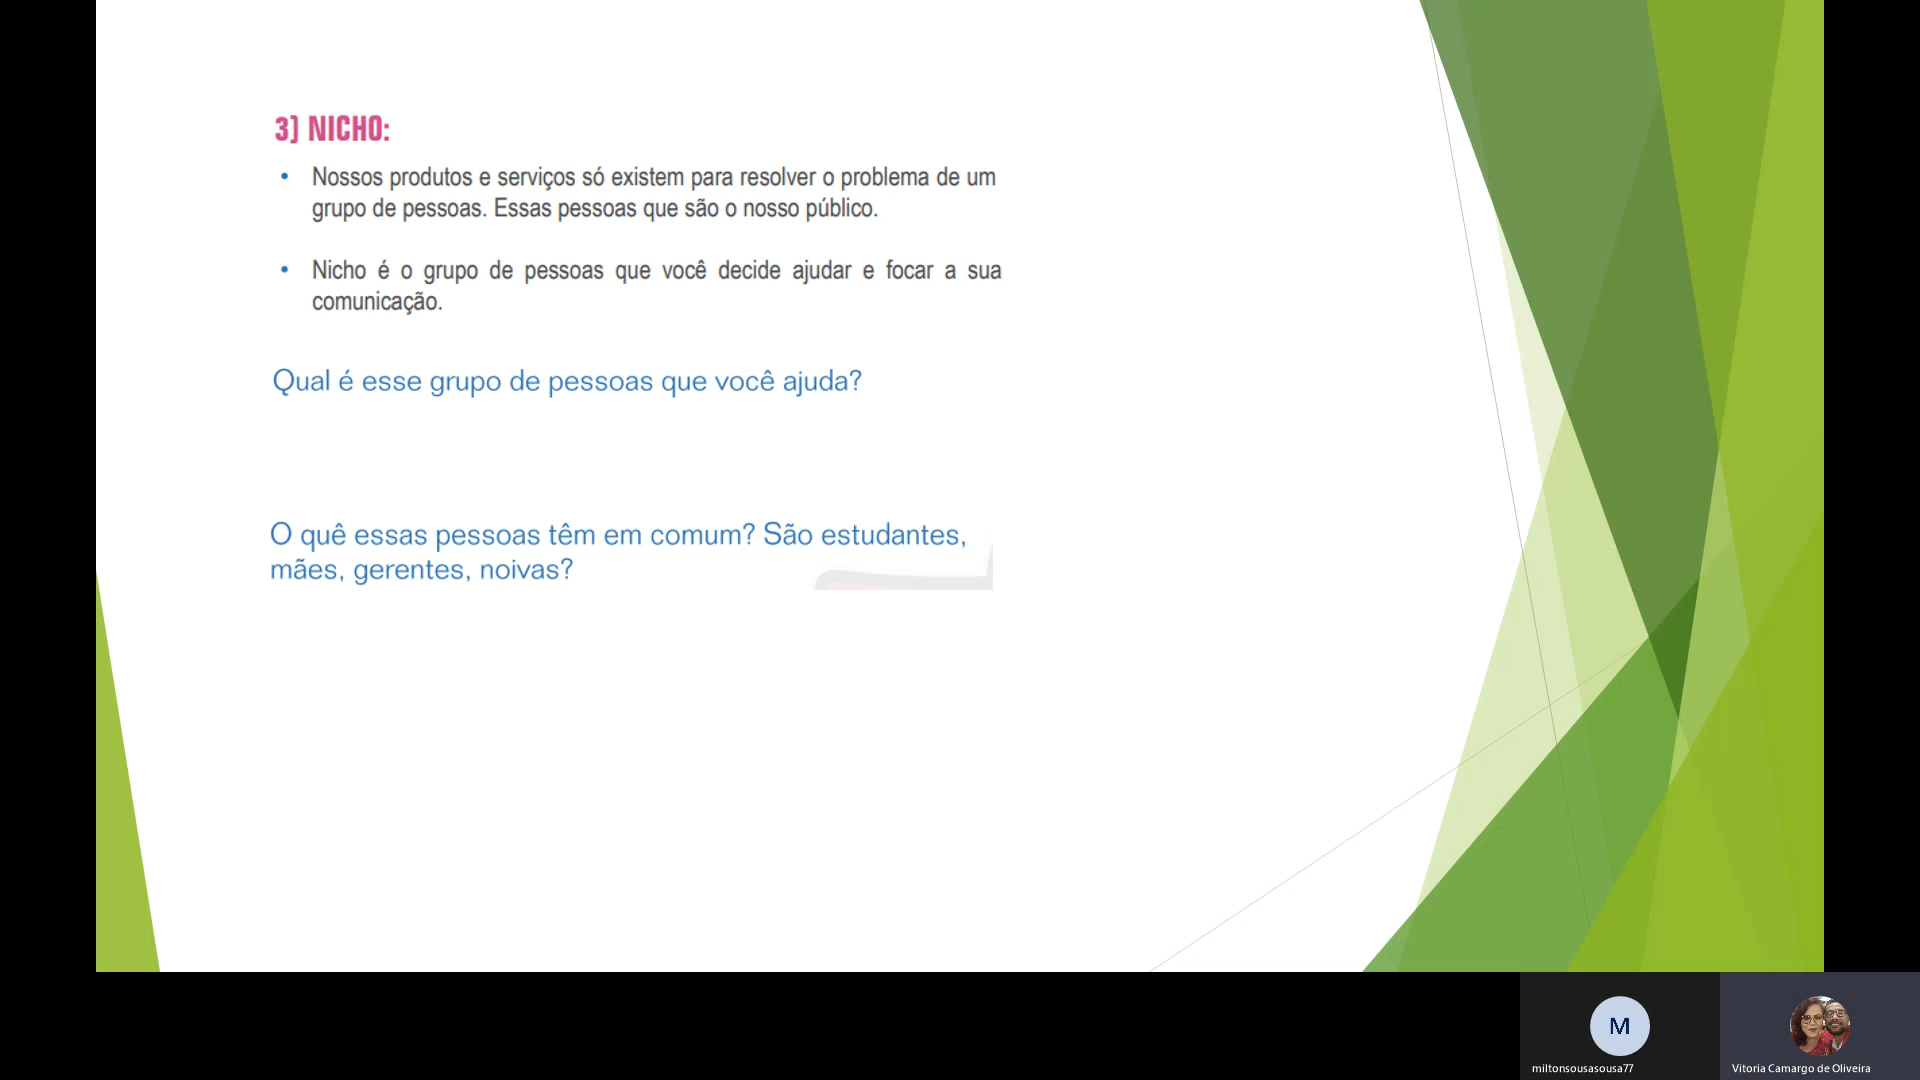 3) NICHO:
• Nossos produtos e serviços só existem para resolver o problema de um
grupo de pessoas. Essas pessoas que são o nosso público.
• Nicho é o grupo de pessoas que você decide ajudar e focar a sua
comunicação.
Qual é esse grupo de pessoas que você ajuda?
O quê essas pessoas têm em comum? São estudantes,
mães, gerentes, noivas?
M
miltonsousasousa77
Vitoria Camargo de Oliveira